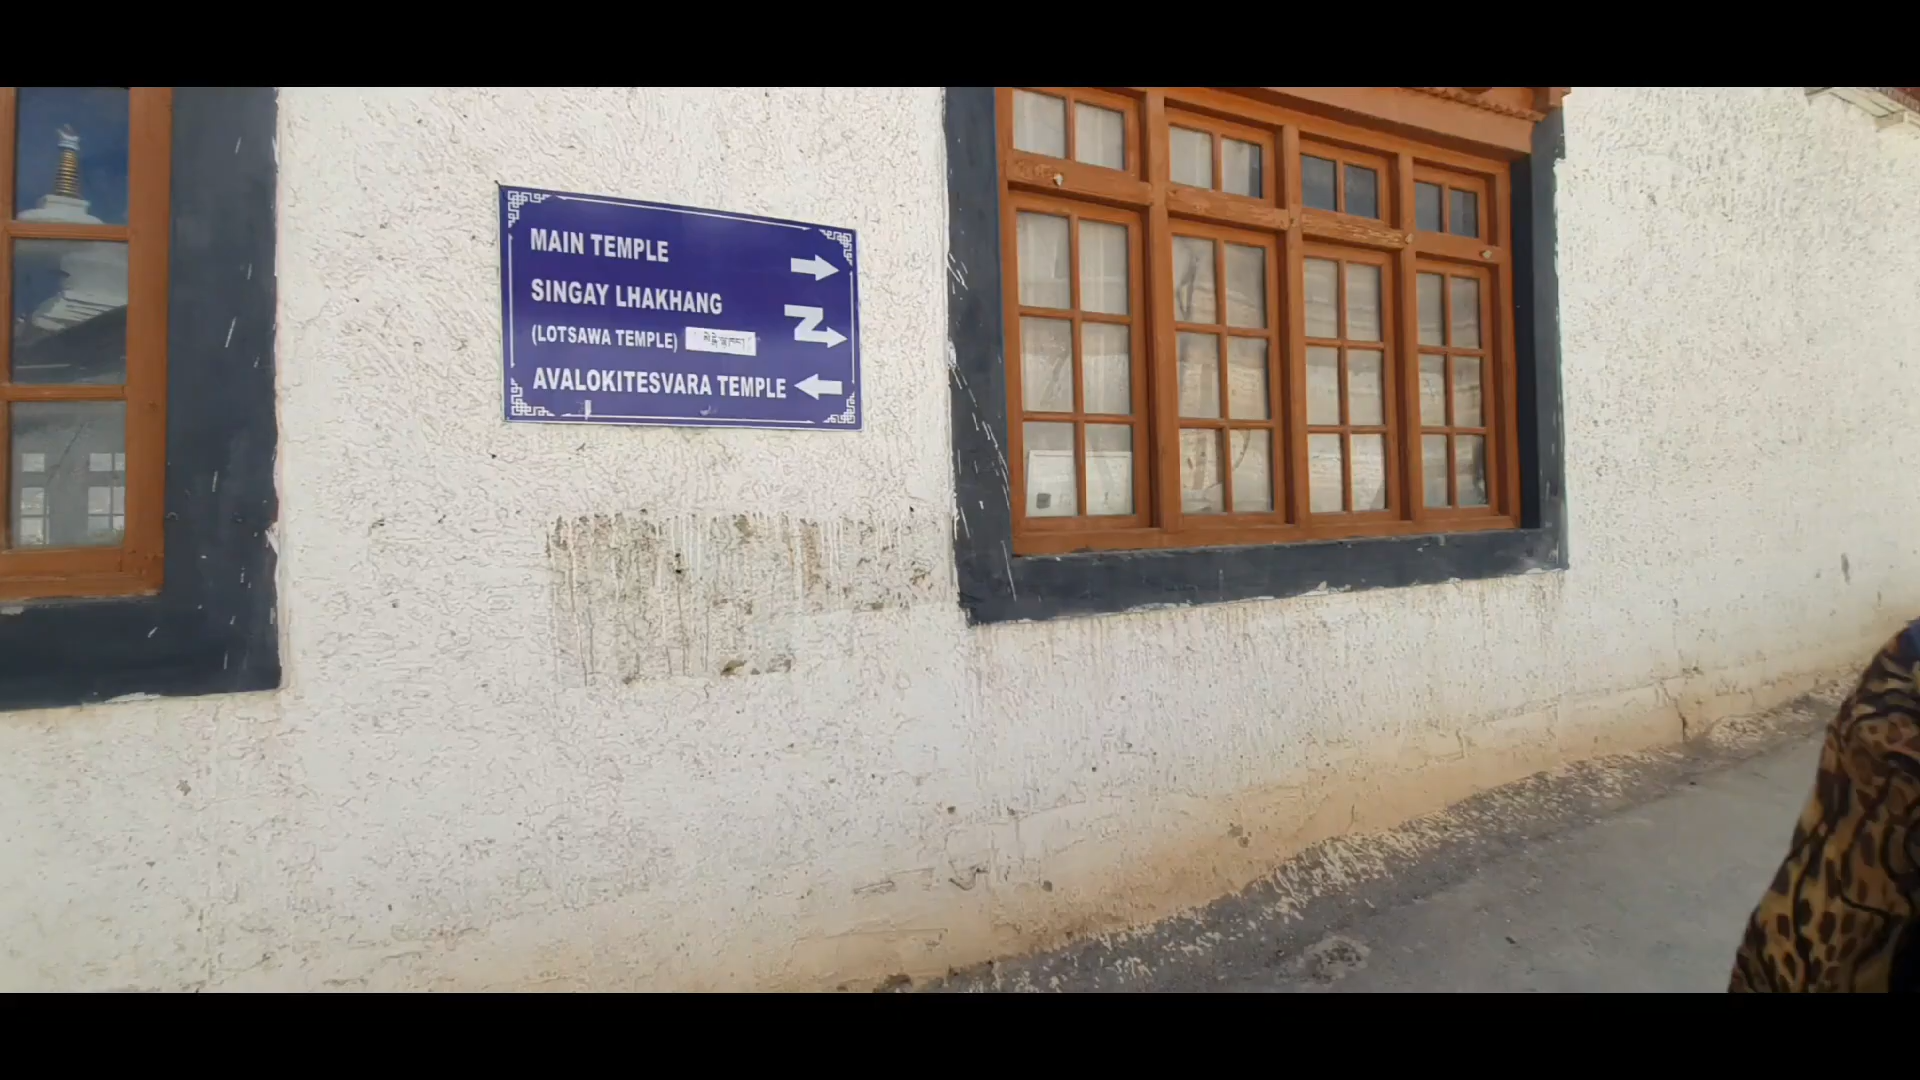 MAIN TEMPLE
SINGAY LHAKHANG
(LOTSAWA TEMPLE)
AVALOKITESVARA TEMPLE